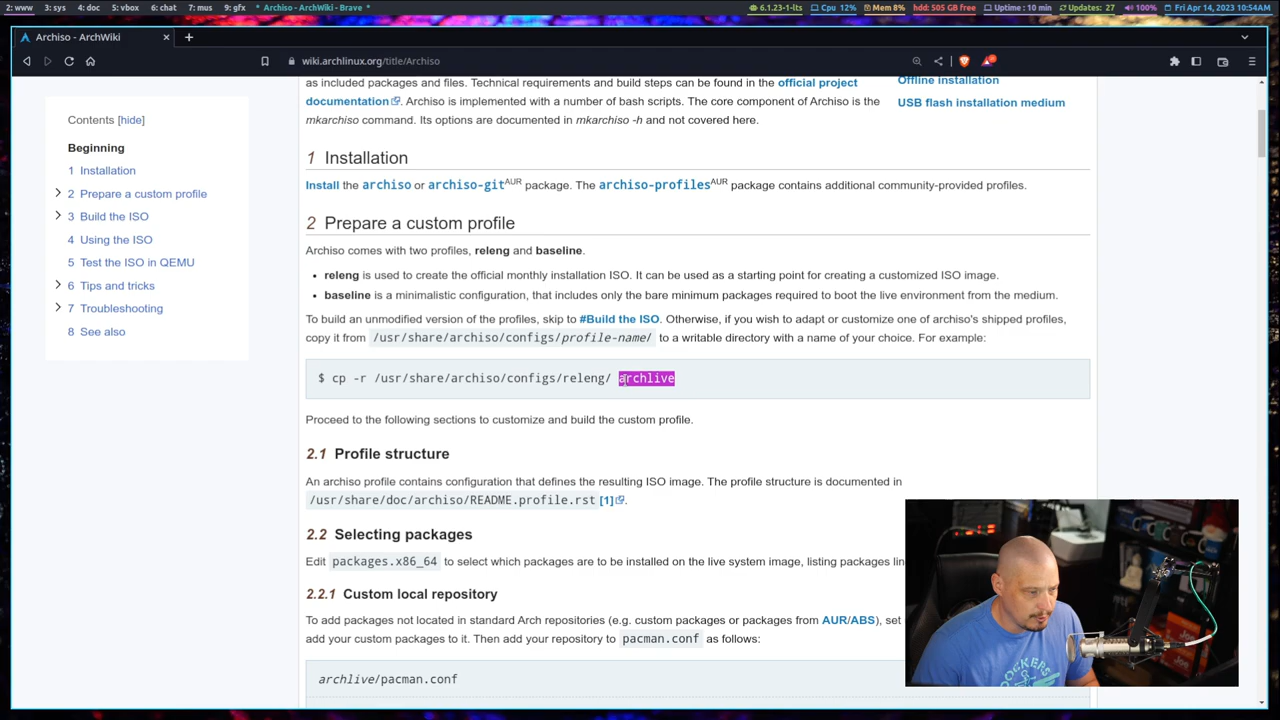 2: www 3: sys 4: doc 5: vbox 6: chat 7: mus 9: gfx * Archiso - ArchWiki - Brave *
6.1.23-1-lts Cpu 12% Mem 8% hdd: 505 GB free Uptime : 10 min Updates: 27 100% Fri Apr 14, 2023 10:54AM
Archiso - ArchWiki
wiki.archlinux.org/title/Archiso
Contents [hide]
Beginning
1 Installation
2 Prepare a custom profile
3 Build the ISO
4 Using the ISO
5 Test the ISO in QEMU
6 Tips and tricks
7 Troubleshooting
8 See also
as included packages and files. Technical requirements and build steps can be found in the official project
documentation. Archiso is implemented with a number of bash scripts. The core component of Archiso is the
mkarchiso command. Its options are documented in mkarchiso -h and not covered here.
Offline installation
USB flash installation medium
1 Installation
Install the archiso or archiso-git AUR package. The archiso-profiles AUR package contains additional community-provided profiles.
2 Prepare a custom profile
Archiso comes with two profiles, releng and baseline.
• releng is used to create the official monthly installation ISO. It can be used as a starting point for creating a customized ISO image.
• baseline is a minimalistic configuration, that includes only the bare minimum packages required to boot the live environment from the medium.
To build an unmodified version of the profiles, skip to #Build the ISO. Otherwise, if you wish to adapt or customize one of archiso's shipped profiles,
copy it from /usr/share/archiso/configs/profile-name/ to a writable directory with a name of your choice. For example:
$ cp -r /usr/share/archiso/configs/releng/ archlive
Proceed to the following sections to customize and build the custom profile.
2.1 Profile structure
An archiso profile contains configuration that defines the resulting ISO image. The profile structure is documented in
/usr/share/doc/archiso/README.profile.rst [1].
2.2 Selecting packages
Edit packages.x86_64 to select which packages are to be installed on the live system image, listing packages
2.2.1 Custom local repository
To add packages not located in standard Arch repositories (e.g. custom packages or packages from AUR/ABS), set
add your custom packages to it. Then add your repository to pacman.conf as follows:
archlive/pacman.conf